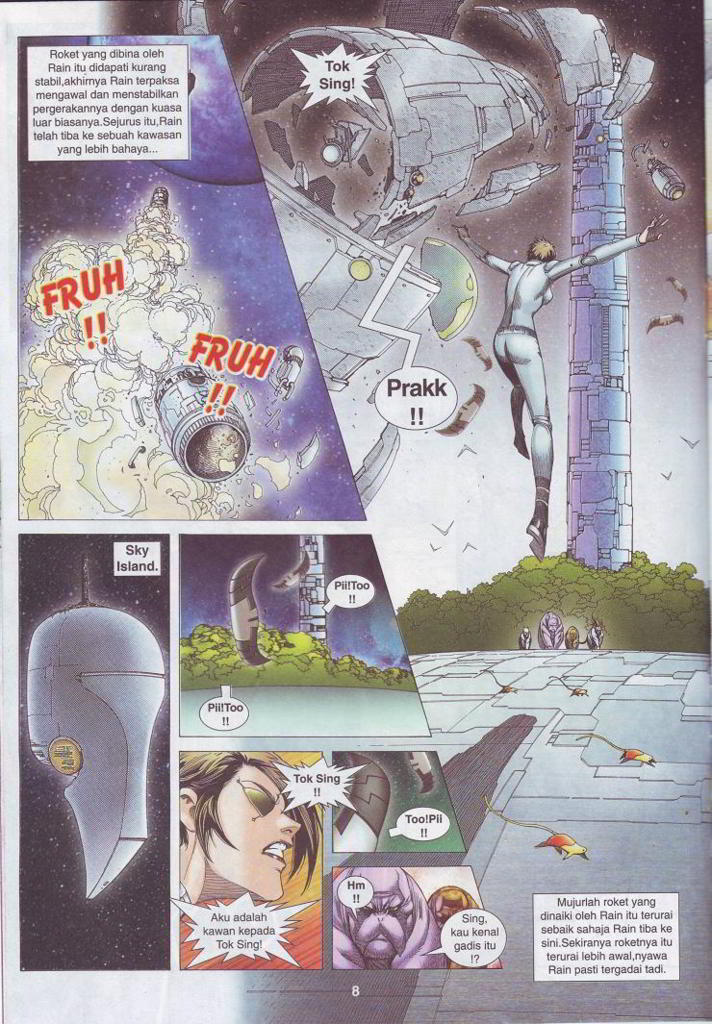 Roket yang dibina oleh
Rain itu didapati kurang
stabil,akhirnya Rain terpaksa
mengawal dan menstabilkan
pergerakannya dengan kuasa
luar biasanya.Sejurus itu,Rain
telah tiba ke sebuah kawasan
yang lebih bahaya...
Tok
Sing!
FRUH
!!
FRUH
!!
Prakk
!!
Sky
Island.
Pii!Too
!!
Pii!Too
!!
Tok Sing
!!
Aku adalah
kawan kepada
Tok Sing!
Too!Pii
!!
Hm
!!
Sing,
kau kenal
gadis itu
!?
Mujurlah roket yang
dinaiki oleh Rain itu terurai
sebaik sahaja Rain tiba ke
sini.Sekiranya roketnya itu
terurai lebih awal,nyawa
Rain pasti tergadai tadi.
8